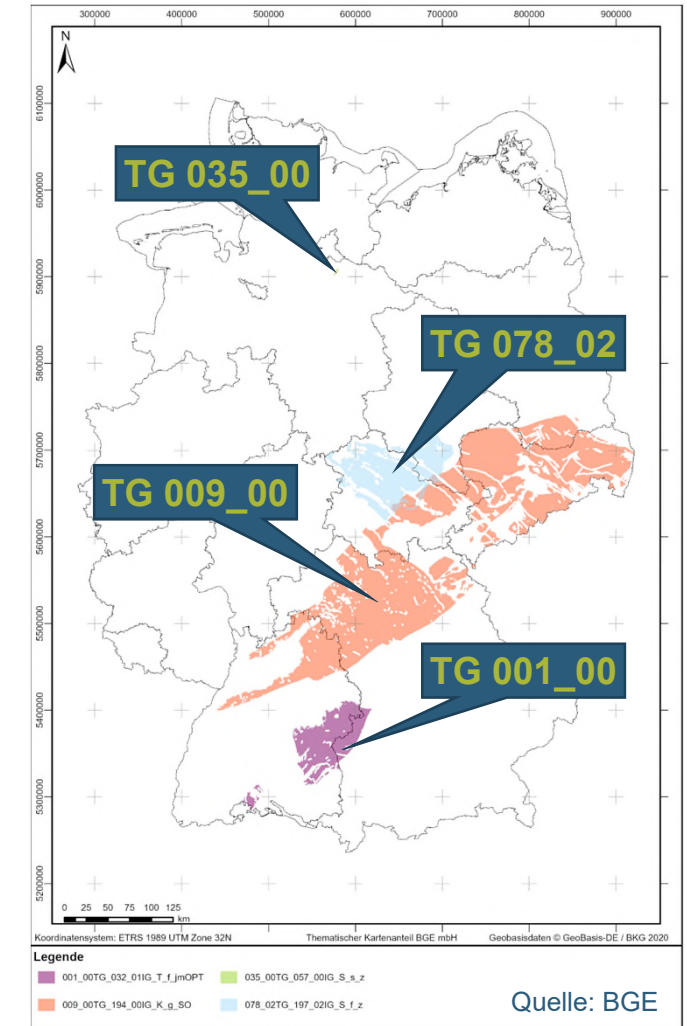 300000 400000 500000 600000 700000 800000 900000
N
6100000
TG 035_00
6000000
5900000
TG 078_02
5800000
5700000
TG 009_00
5600000
5500000
TG 001_00
5400000
5300000
5200000
0 25 50 75 100 125
km
Koordinatensystem: ETRS 1989 UTM Zone 32N Thematischer Kartenanteil BGE mbH Geobasisdaten © GeoBasis-DE / BKG 2020
Legende
001_00TG_032_01IG_T_f_jmOPT 035_00TG_057_00IG_S_s_z
009_00TG_194_00IG_K_g_SO 078_02TG_197_02IG_S_f_z
Quelle: BGE